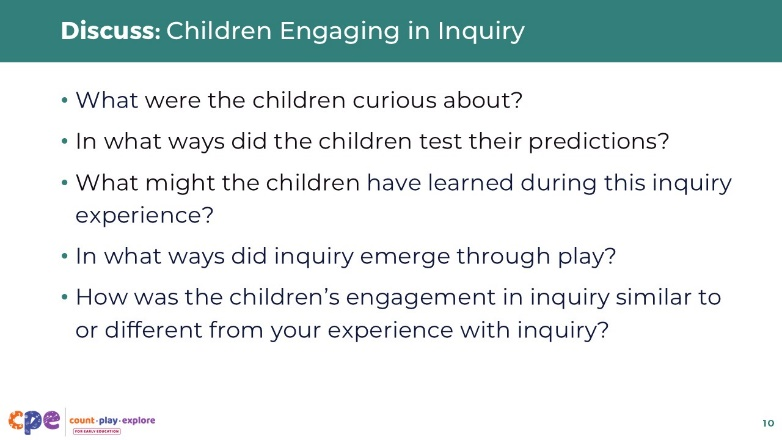 Discuss: Children Engaging in Inquiry
• What were the children curious about?
• In what ways did the children test their predictions?
• What might the children have learned during this inquiry
experience?
• In what ways did inquiry emerge through play?
• How was the children’s engagement in inquiry similar to
or different from your experience with inquiry?
cpe
count·play·explore
FOR EARLY EDUCATION
10